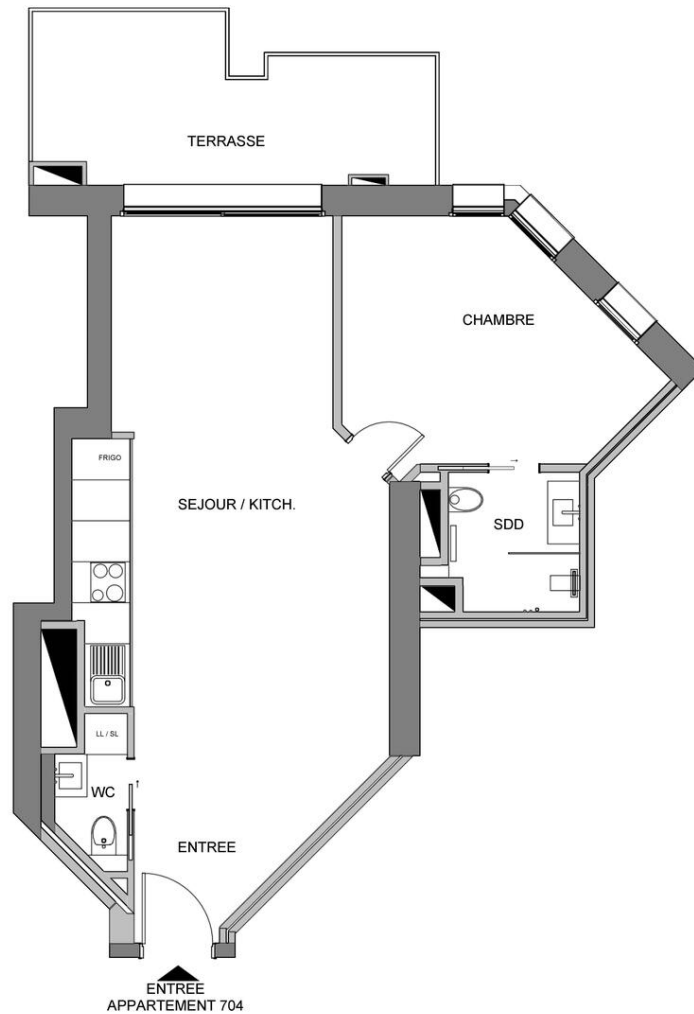 TERRASSE
CHAMBRE
FRIGO
SEJOUR / KITCH.
SDD
LL / SL
WC
ENTREE
ENTREE
APPARTEMENT 704